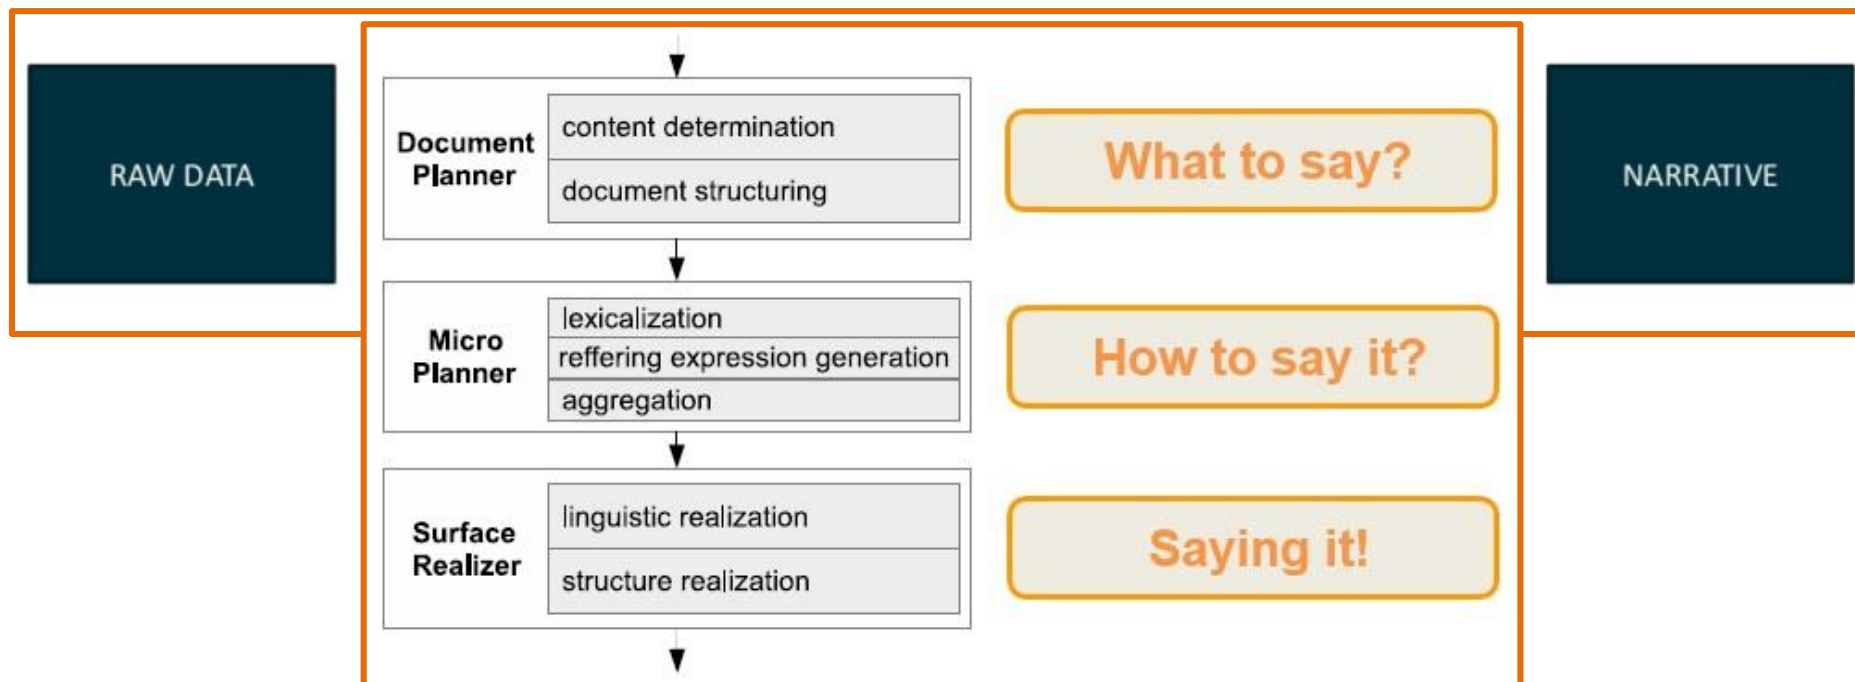 RAW DATA
Document
Planner
content determination
document structuring
What to say?
NARRATIVE
Micro
Planner
lexicalization
reffering expression generation
aggregation
How to say it?
Surface
Realizer
linguistic realization
structure realization
Saying it!